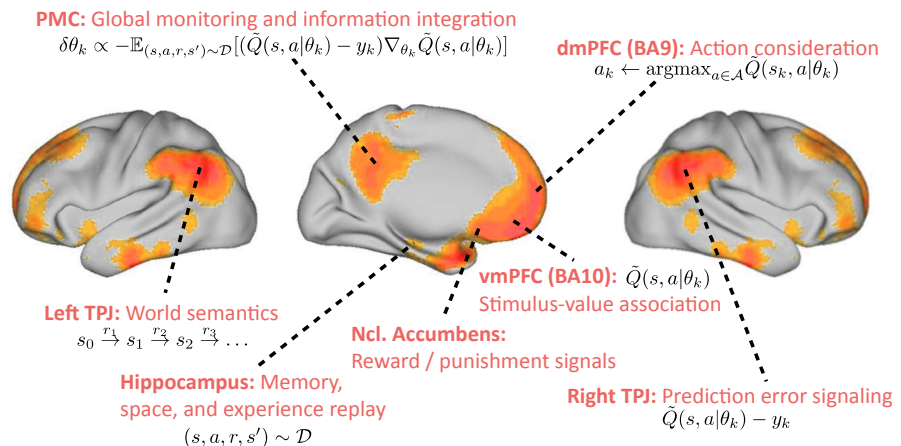 PMC: Global monitoring and information integration
δθ_k ∝ −𝔼_{(s,a,r,s')∼𝒟}[(Q̃(s, a|θ_k) − y_k)∇_{θ_k}Q̃(s, a|θ_k)]
dmPFC (BA9): Action consideration
a_k ← argmax_{a∈𝒜}Q̃(s_k, a|θ_k)
vmPFC (BA10): Q̃(s, a|θ_k)
Stimulus-value association
Left TPJ: World semantics
s_0 →^{r_1} s_1 →^{r_2} s_2 →^{r_3} …
Ncl. Accumbens:
Reward / punishment signals
Hippocampus: Memory,
space, and experience replay
(s, a, r, s') ∼ 𝒟
Right TPJ: Prediction error signaling
Q̃(s, a|θ_k) − y_k